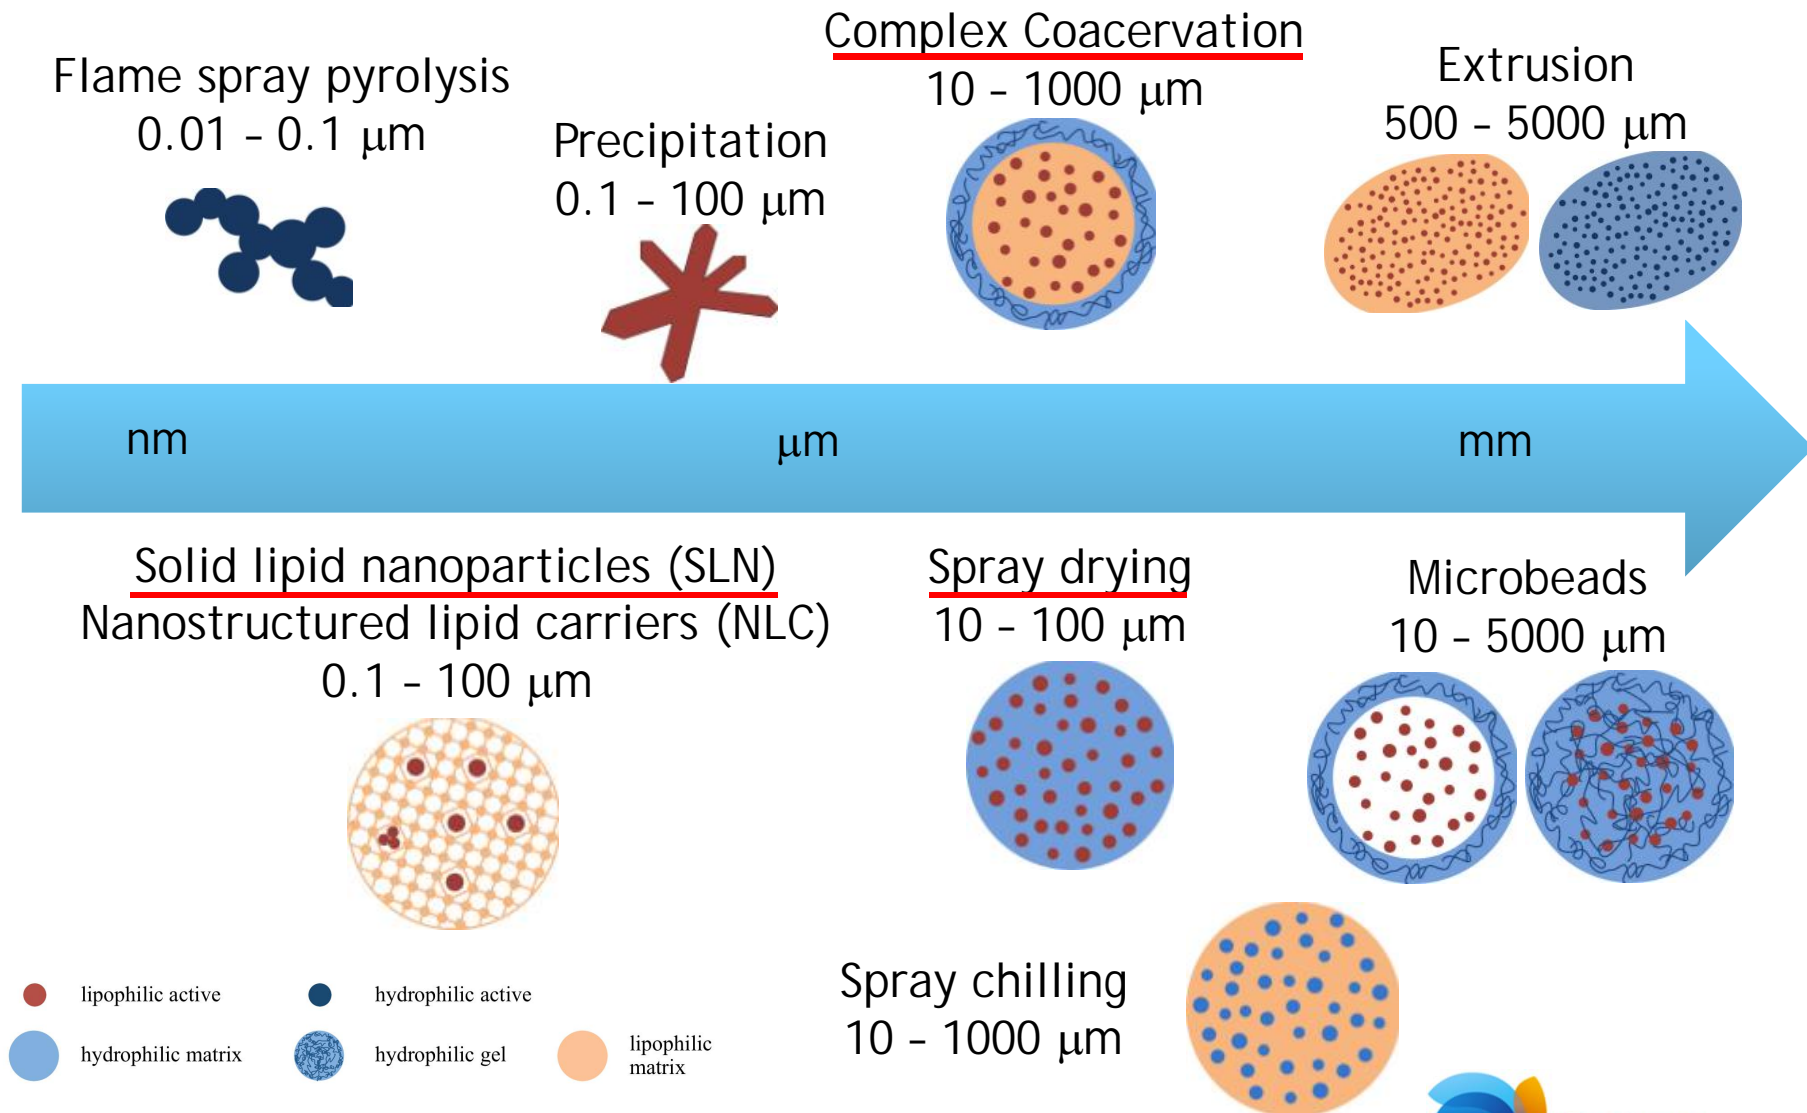 Complex Coacervation
10 – 1000 μm
Flame spray pyrolysis
0.01 – 0.1 μm
Precipitation
0.1 – 100 μm
Extrusion
500 – 5000 μm
nm
μm
mm
Solid lipid nanoparticles (SLN)
Nanostructured lipid carriers (NLC)
0.1 – 100 μm
Spray drying
10 – 100 μm
Microbeads
10 – 5000 μm
Spray chilling
10 – 1000 μm
lipophilic active
hydrophilic active
hydrophilic matrix
hydrophilic gel
lipophilic
matrix